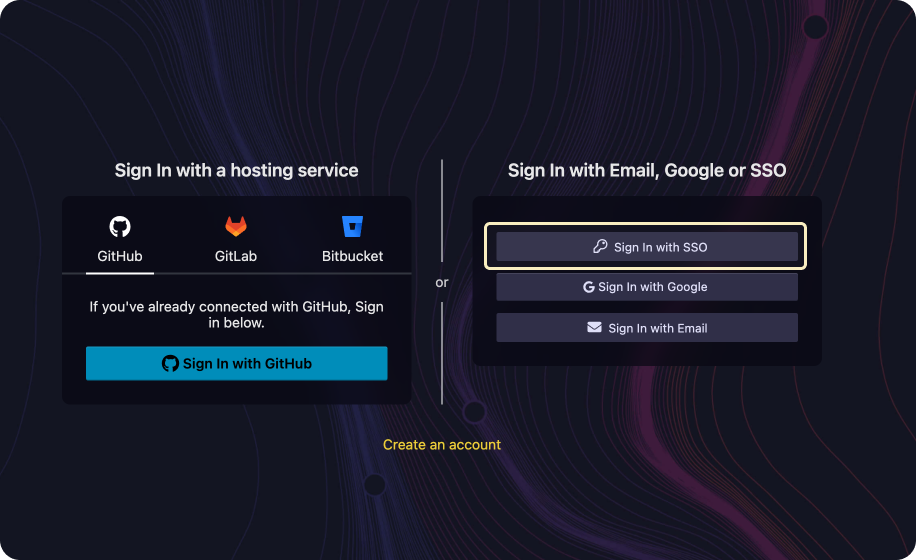 Sign In with a hosting service
GitHub
GitLab
Bitbucket
If you've already connected with GitHub, Sign
in below.
Sign In with GitHub
or
Sign In with Email, Google or SSO
Sign In with SSO
Sign In with Google
Sign In with Email
Create an account